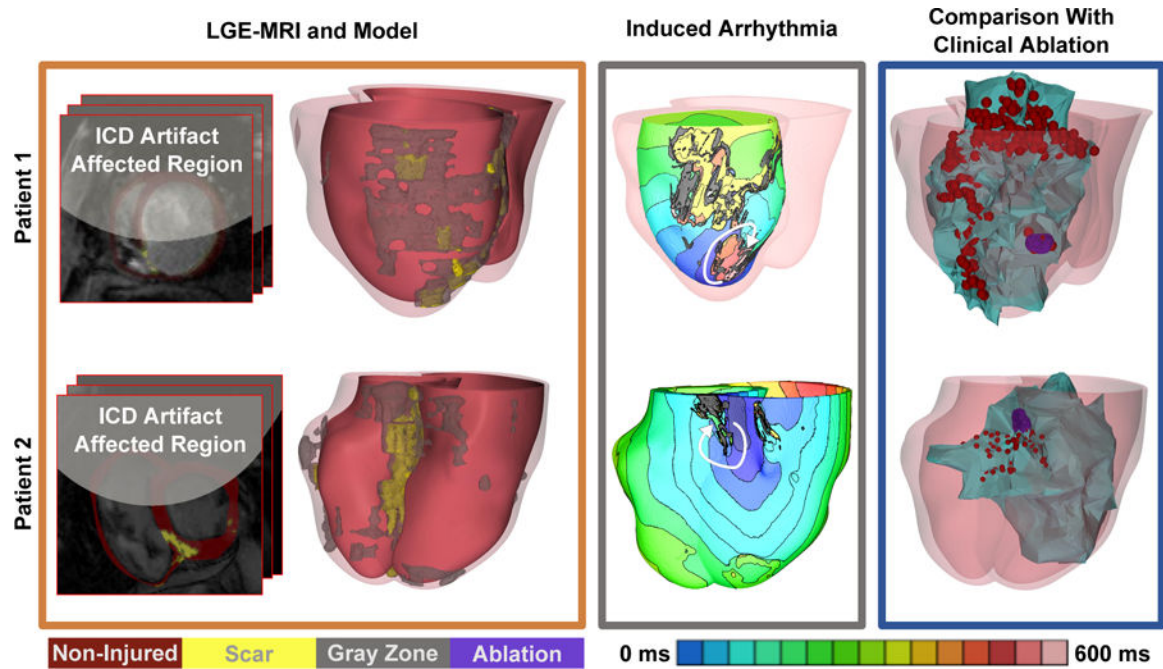 LGE-MRI and Model
Induced Arrhythmia
Comparison With
Clinical Ablation
Patient 1
ICD Artifact
Affected Region
Patient 2
ICD Artifact
Affected Region
Non-Injured
Scar
Gray Zone
Ablation
0 ms
600 ms